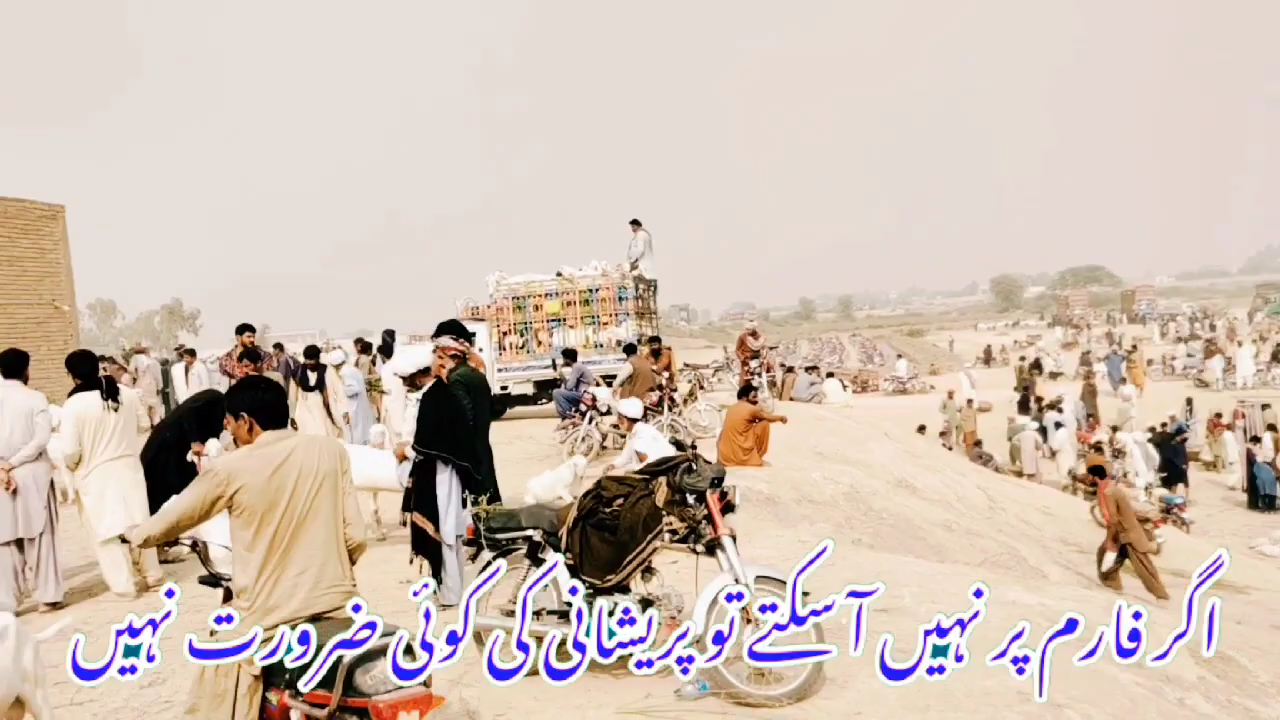 اگر فارم پر نہیں آسکتے تو پریشانی کی کوئی ضرورت نہیں